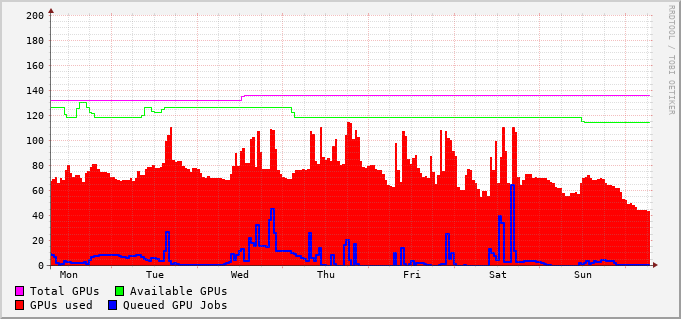 200
180
160
140
120
100
80
60
40
20
0
Mon Tue Wed Thu Fri Sat Sun
Total GPUs Available GPUs
GPUs used Queued GPU Jobs
RRDTOOL / TOBI OETIKER